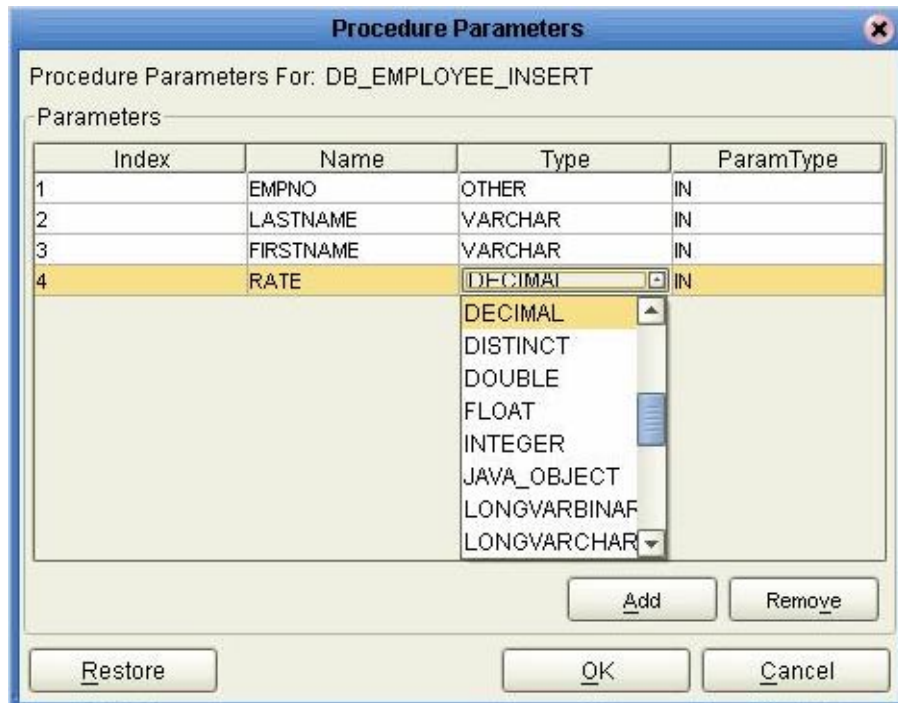 Procedure Parameters
Procedure Parameters For: DB_EMPLOYEE_INSERT
Parameters
Index Name Type ParamType
1 EMPNO OTHER IN
2 LASTNAME VARCHAR IN
3 FIRSTNAME VARCHAR IN
4 RATE DECIMAL IN
DECIMAL
DISTINCT
DOUBLE
FLOAT
INTEGER
JAVA_OBJECT
LONGVARBINAR
LONGVARCHAR
Add Remove
Restore OK Cancel